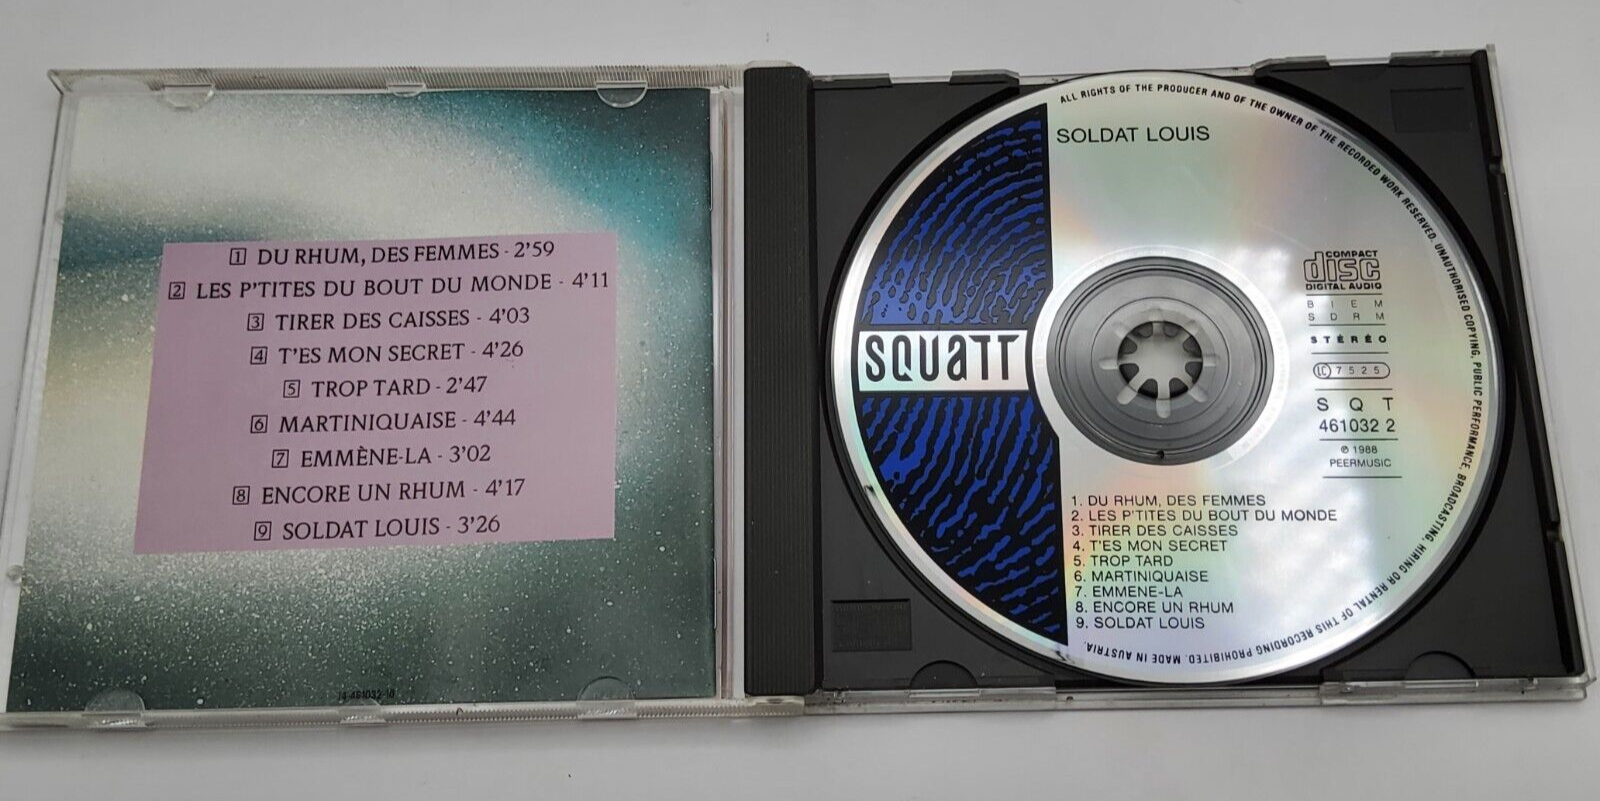 1 DU RHUM, DES FEMMES - 2'59
2 LES P'TITES DU BOUT DU MONDE - 4'11
3 TIRER DES CAISSES - 4'03
4 T'ES MON SECRET - 4'26
5 TROP TARD - 2'47
6 MARTINIQUAISE - 4'44
7 EMMÈNE-LA - 3'02
8 ENCORE UN RHUM - 4'17
9 SOLDAT LOUIS - 3'26
14-461032-10
ALL RIGHTS OF THE PRODUCER AND OF THE OWNER OF THE RECORDED WORK RESERVED. UNAUTHORISED COPYING, PUBLIC PERFORMANCE, BROADCASTING, HIRING OR RENTAL OF THIS RECORDING PROHIBITED. MADE IN AUSTRIA.
SOLDAT LOUIS
SQUATT
COMPACT
disc
DIGITAL AUDIO
BIEM
SDRM
STÉRÉO
LC 7525
SQT
461032 2
℗ 1988
PEERMUSIC
1. DU RHUM, DES FEMMES
2. LES P'TITES DU BOUT DU MONDE
3. TIRER DES CAISSES
4. T'ES MON SECRET
5. TROP TARD
6. MARTINIQUAISE
7. EMMENE-LA
8. ENCORE UN RHUM
9. SOLDAT LOUIS